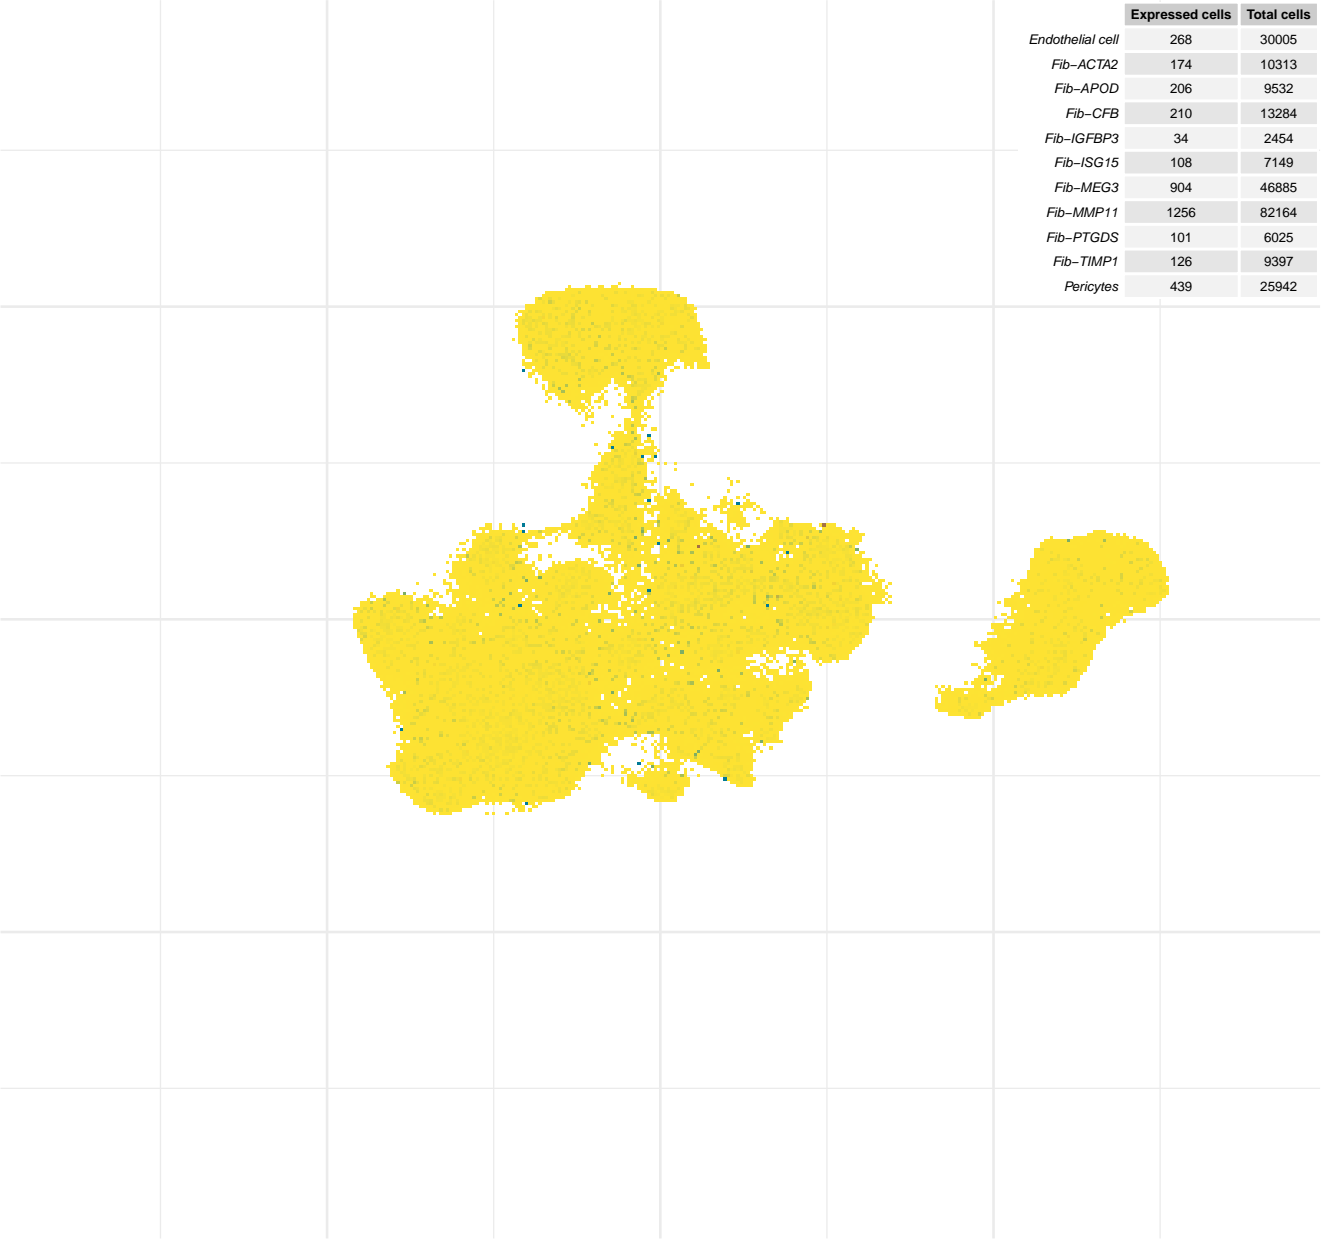 Expressed cells Total cells
Endothelial cell 268 30005
Fib−ACTA2 174 10313
Fib−APOD 206 9532
Fib−CFB 210 13284
Fib−IGFBP3 34 2454
Fib−ISG15 108 7149
Fib−MEG3 904 46885
Fib−MMP11 1256 82164
Fib−PTGDS 101 6025
Fib−TIMP1 126 9397
Pericytes 439 25942